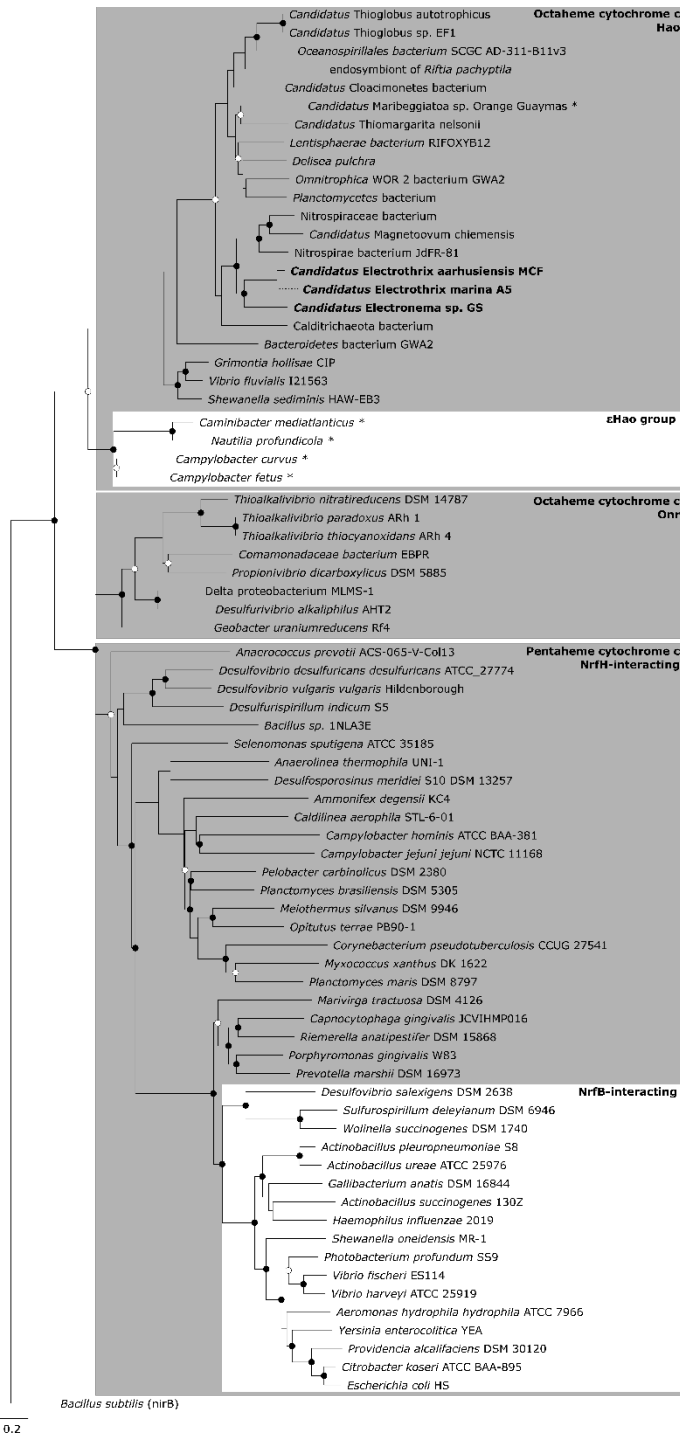 Candidatus Thioglobus autotrophicus
Octaheme cytochrome c
Hao
Candidatus Thioglobus sp. EF1
Oceanospirillales bacterium SCGC AD-311-B11v3
endosymbiont of Riftia pachyptila
Candidatus Cloacimonetes bacterium
Candidatus Maribeggiatoa sp. Orange Guaymas *
Candidatus Thiomargarita nelsonii
Lentisphaerae bacterium RIFOXYB12
Delisea pulchra
Omnitrophica WOR 2 bacterium GWA2
Planctomycetes bacterium
Nitrospiraceae bacterium
Candidatus Magnetoovum chiemensis
Nitrospirae bacterium JdFR-81
Candidatus Electrothrix aarhusiensis MCF
Candidatus Electrothrix marina A5
Candidatus Electronema sp. GS
Calditrichaeota bacterium
Bacteroidetes bacterium GWA2
Grimontia hollisae CIP
Vibrio fluvialis I21563
Shewanella sediminis HAW-EB3
Caminibacter mediatlanticus *
εHao group
Nautilia profundicola *
Campylobacter curvus *
Campylobacter fetus *
Thioalkalivibrio nitratireducens DSM 14787
Octaheme cytochrome c
Onr
Thioalkalivibrio paradoxus ARh 1
Thioalkalivibrio thiocyanoxidans ARh 4
Comamonadaceae bacterium EBPR
Propionivibrio dicarboxylicus DSM 5885
Delta proteobacterium MLMS-1
Desulfurivibrio alkaliphilus AHT2
Geobacter uraniumreducens Rf4
Anaerococcus prevotii ACS-065-V-Col13
Pentaheme cytochrome c
NrfH-interacting
Desulfovibrio desulfuricans desulfuricans ATCC_27774
Desulfovibrio vulgaris vulgaris Hildenborough
Desulfurispirillum indicum S5
Bacillus sp. 1NLA3E
Selenomonas sputigena ATCC 35185
Anaerolinea thermophila UNI-1
Desulfosporosinus meridiei S10 DSM 13257
Ammonifex degensii KC4
Caldilinea aerophila STL-6-01
Campylobacter hominis ATCC BAA-381
Campylobacter jejuni jejuni NCTC 11168
Pelobacter carbinolicus DSM 2380
Planctomyces brasiliensis DSM 5305
Meiothermus silvanus DSM 9946
Opitutus terrae PB90-1
Corynebacterium pseudotuberculosis CCUG 27541
Myxococcus xanthus DK 1622
Planctomyces maris DSM 8797
Marivirga tractuosa DSM 4126
Capnocytophaga gingivalis JCVIHMP016
Riemerella anatipestifer DSM 15868
Porphyromonas gingivalis W83
Prevotella marshii DSM 16973
Desulfovibrio salexigens DSM 2638
NrfB-interacting
Sulfurospirillum deleyianum DSM 6946
Wolinella succinogenes DSM 1740
Actinobacillus pleuropneumoniae S8
Actinobacillus ureae ATCC 25976
Gallibacterium anatis DSM 16844
Actinobacillus succinogenes 130Z
Haemophilus influenzae 2019
Shewanella oneidensis MR-1
Photobacterium profundum SS9
Vibrio fischeri ES114
Vibrio harveyi ATCC 25919
Aeromonas hydrophila hydrophila ATCC 7966
Yersinia enterocolitica YEA
Providencia alcalifaciens DSM 30120
Citrobacter koseri ATCC BAA-895
Escherichia coli HS
Bacillus subtilis (nirB)
0.2